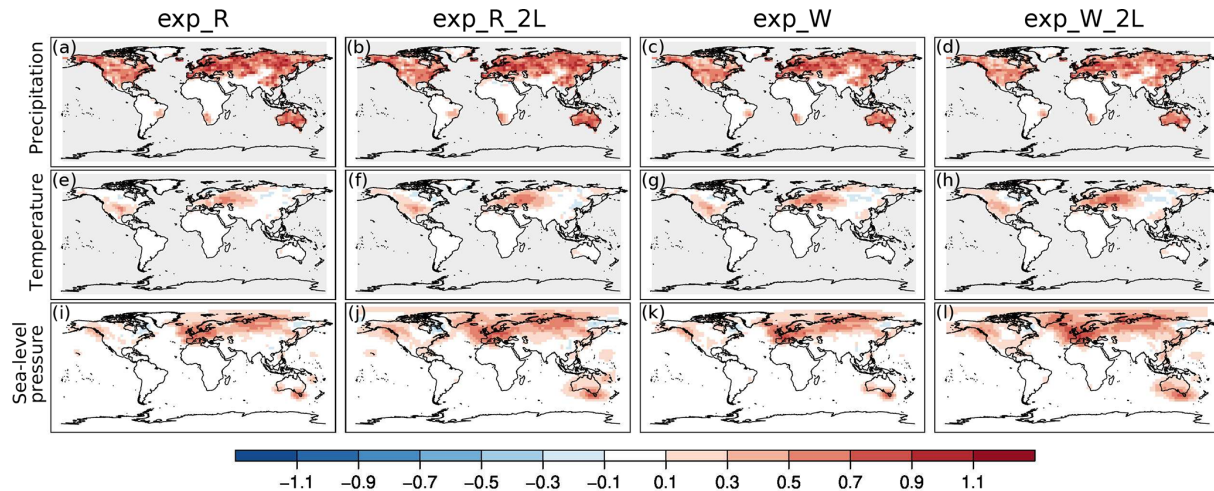 exp_R exp_R_2L exp_W exp_W_2L
Precipitation
(a) (b) (c) (d)
Temperature
(e) (f) (g) (h)
Sea-level
pressure
(i) (j) (k) (l)
−1.1 −0.9 −0.7 −0.5 −0.3 −0.1 0.1 0.3 0.5 0.7 0.9 1.1